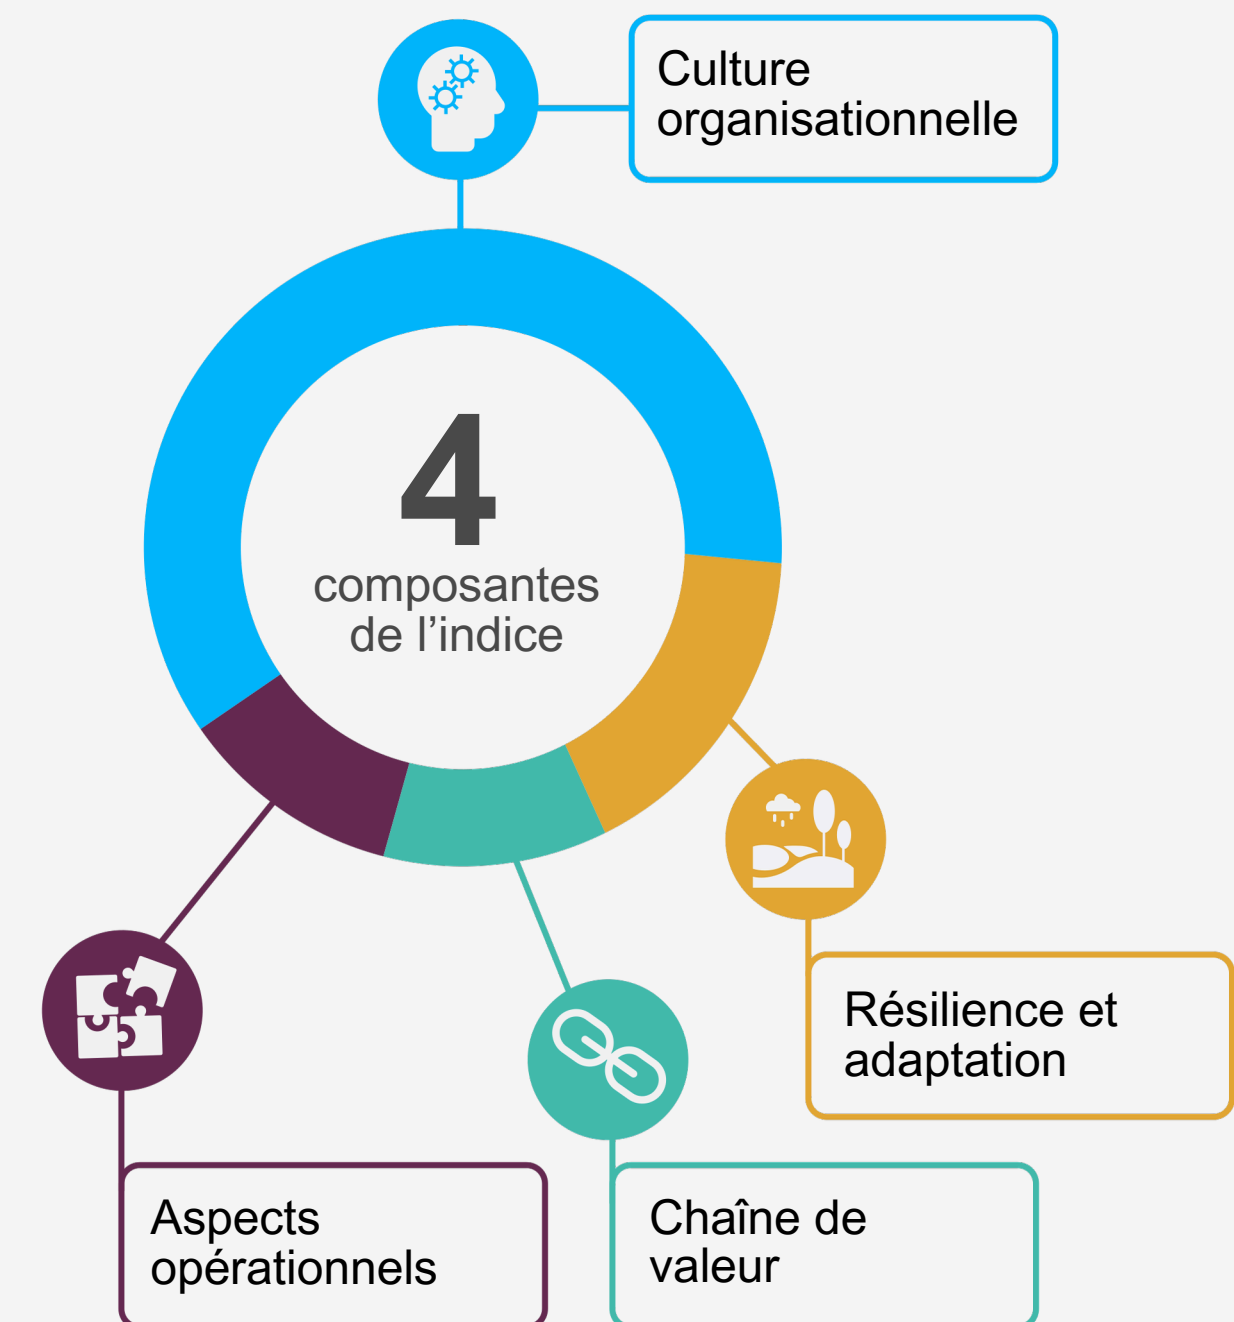 Culture
organisationnelle
4
composantes
de l’indice
Résilience et
adaptation
Aspects
opérationnels
Chaîne de
valeur